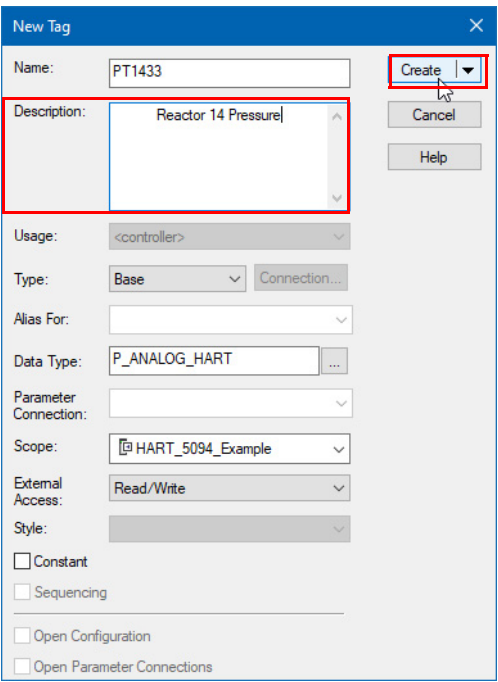 New Tag
Name: PT1433 Create
Description: Reactor 14 Pressure Cancel
Help
Usage: <controller>
Type: Base Connection...
Alias For:
Data Type: P_ANALOG_HART ...
Parameter
Connection:
Scope: HART_5094_Example
External
Access: Read/Write
Style:
Constant
Sequencing
Open Configuration
Open Parameter Connections